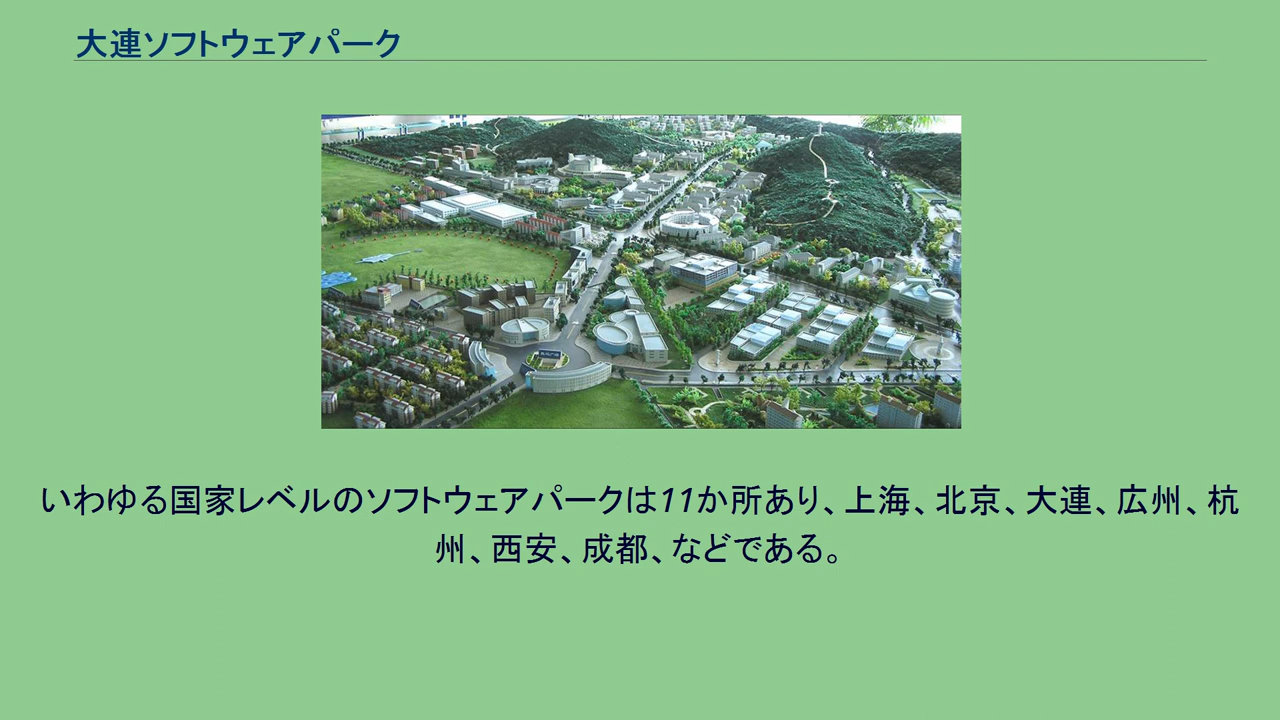 大連ソフトウェアパーク
いわゆる国家レベルのソフトウェアパークは11か所あり、上海、北京、大連、広州、杭
州、西安、成都、などである。